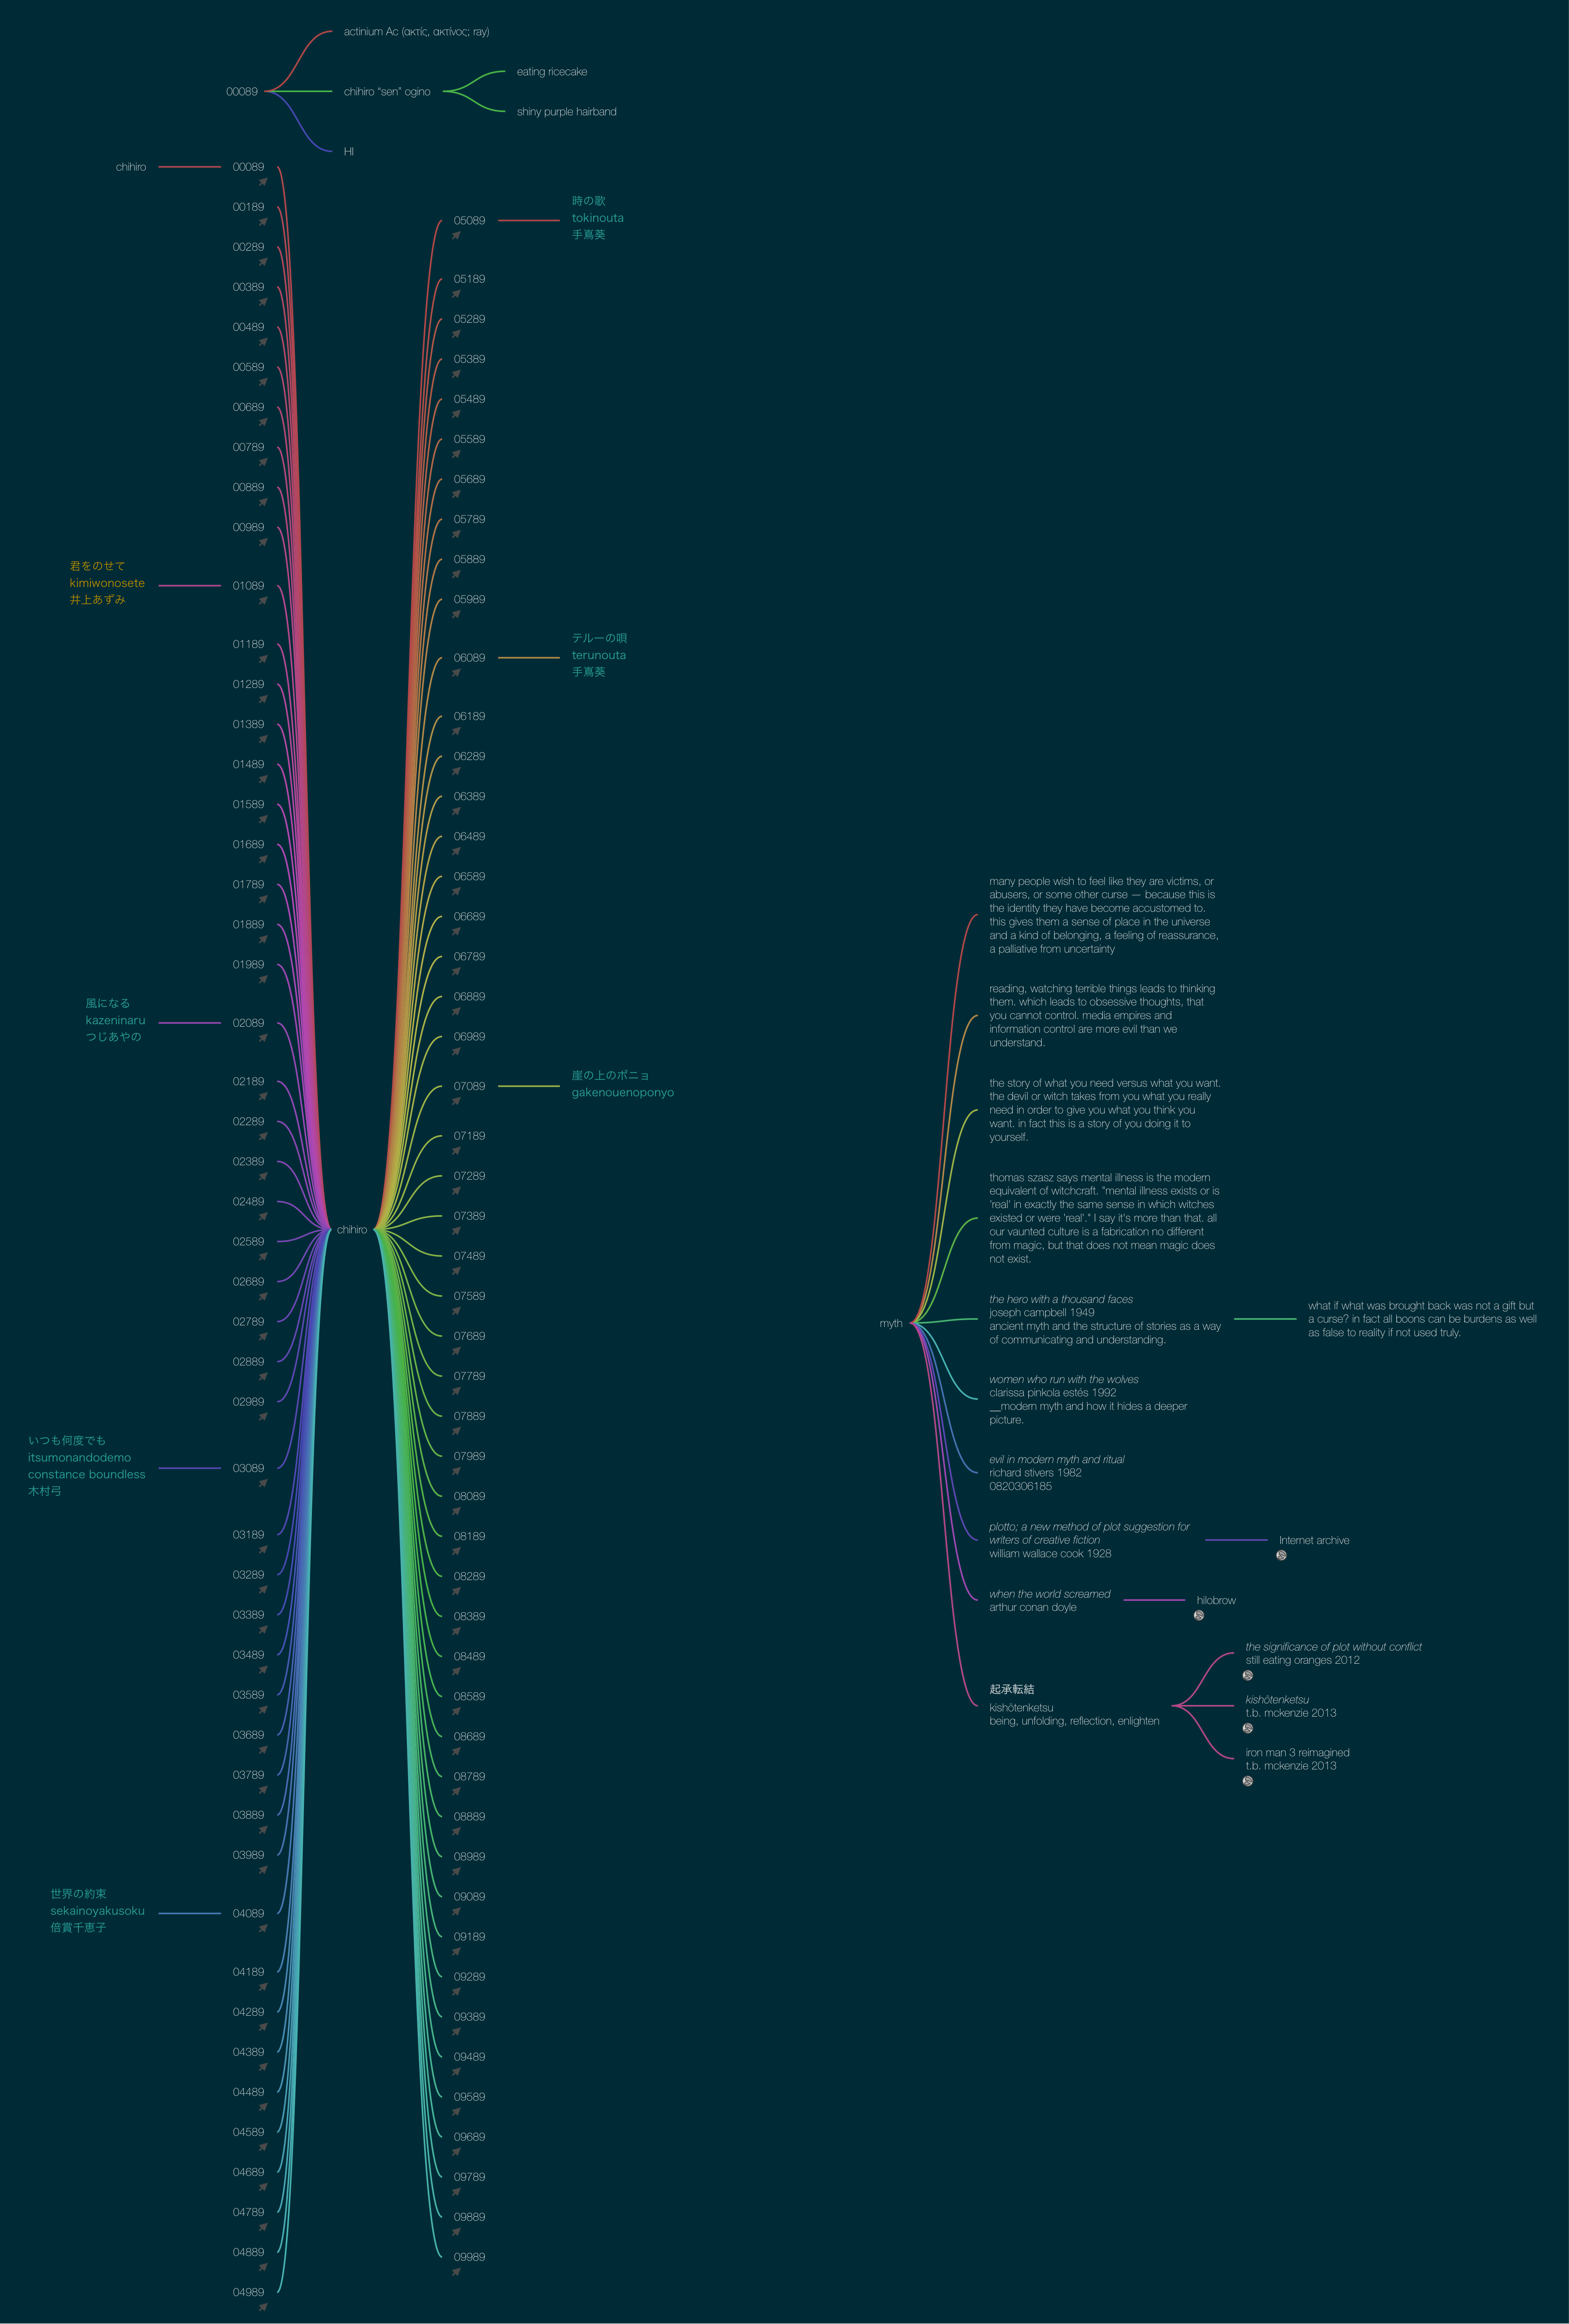 actinium Ac (ακτίς, ακτίνος; ray)
eating ricecake
00089
chihiro “sen” ogino
shiny purple hairband
HI
chihiro
00089
00189
00289
00389
00489
00589
00689
00789
00889
00989
君をのせて
kimiwonosete
井上あずみ
01089
01189
01289
01389
01489
01589
01689
01789
01889
01989
風になる
kazeninaru
つじあやの
02089
02189
02289
02389
02489
02589
02689
02789
02889
02989
いつも何度でも
itsumonandodemo
constance boundless
木村弓
03089
03189
03289
03389
03489
03589
03689
03789
03889
03989
世界の約束
sekainoyakusoku
倍賞千恵子
04089
04189
04289
04389
04489
04589
04689
04789
04889
04989
chihiro
05089
時の歌
tokinouta
手嶌葵
05189
05289
05389
05489
05589
05689
05789
05889
05989
06089
テルーの唄
terunouta
手嶌葵
06189
06289
06389
06489
06589
06689
06789
06889
06989
07089
崖の上のポニョ
gakenouenoponyo
07189
07289
07389
07489
07589
07689
07789
07889
07989
08089
08189
08289
08389
08489
08589
08689
08789
08889
08989
09089
09189
09289
09389
09489
09589
09689
09789
09889
09989
myth
many people wish to feel like they are victims, or
abusers, or some other curse — because this is
the identity they have become accustomed to.
this gives them a sense of place in the universe
and a kind of belonging, a feeling of reassurance,
a palliative from uncertainty
reading, watching terrible things leads to thinking
them. which leads to obsessive thoughts, that
you cannot control. media empires and
information control are more evil than we
understand.
the story of what you need versus what you want.
the devil or witch takes from you what you really
need in order to give you what you think you
want. in fact this is a story of you doing it to
yourself.
thomas szasz says mental illness is the modern
equivalent of witchcraft. "mental illness exists or is
'real' in exactly the same sense in which witches
existed or were 'real'." I say it's more than that. all
our vaunted culture is a fabrication no different
from magic, but that does not mean magic does
not exist.
the hero with a thousand faces
joseph campbell 1949
ancient myth and the structure of stories as a way
of communicating and understanding.
what if what was brought back was not a gift but
a curse? in fact all boons can be burdens as well
as false to reality if not used truly.
women who run with the wolves
clarissa pinkola estés 1992
__modern myth and how it hides a deeper
picture.
evil in modern myth and ritual
richard stivers 1982
0820306185
plotto; a new method of plot suggestion for
writers of creative fiction
william wallace cook 1928
Internet archive
when the world screamed
arthur conan doyle
hilobrow
起承転結
kishōtenketsu
being, unfolding, reflection, enlighten
the significance of plot without conflict
still eating oranges 2012
kishōtenketsu
t.b. mckenzie 2013
iron man 3 reimagined
t.b. mckenzie 2013